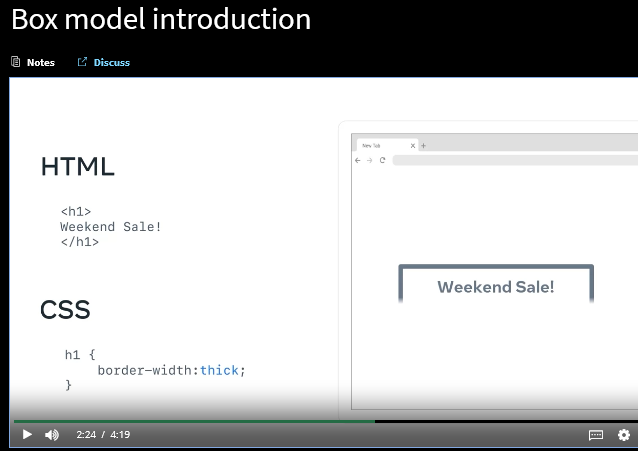 Box model introduction
Notes
Discuss
HTML
<h1>
Weekend Sale!
</h1>
CSS
h1 {
border-width:thick;
}
New Tab
Weekend Sale!
2:24 / 4:19